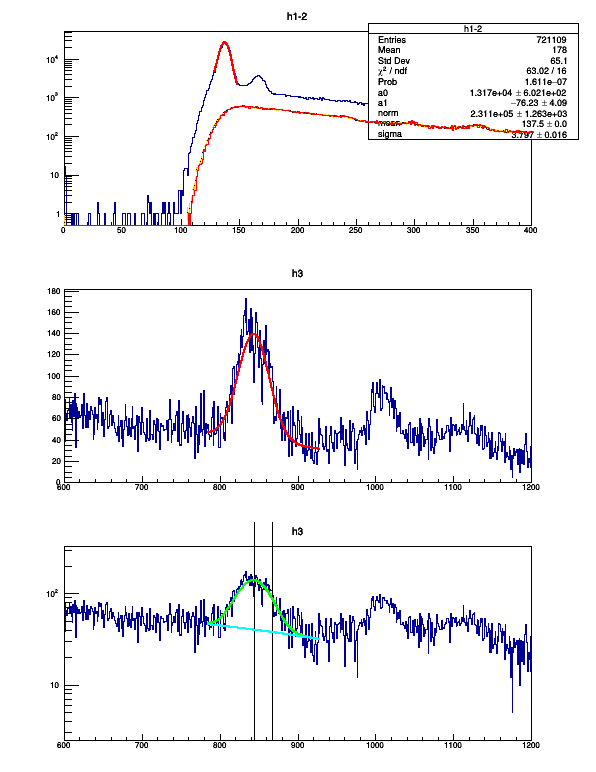 h1-2
h1-2
Entries 721109
Mean 178
Std Dev 65.1
χ² / ndf 63.02 / 16
Prob 1.611e−07
a0 1.317e+04 ± 6.021e+02
a1 −76.23 ± 4.09
norm 2.311e+05 ± 1.263e+03
mean 137.5 ± 0.0
sigma 3.797 ± 0.016
10⁴
10³
10²
10
1
0 50 100 150 200 250 300 350 400
h3
180
160
140
120
100
80
60
40
20
0
600 700 800 900 1000 1100 1200
h3
10²
10
600 700 800 900 1000 1100 1200